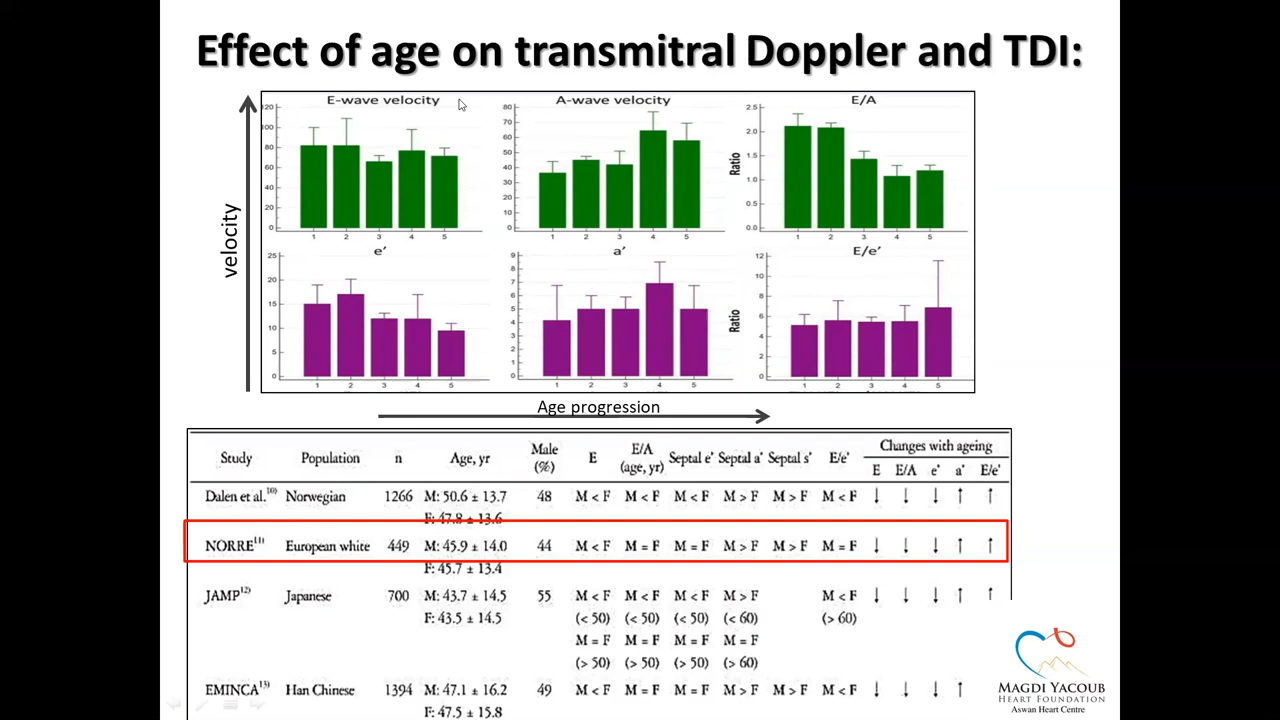 Effect of age on transmitral Doppler and TDI:
velocity
E-wave velocity
120
100
80
60
40
20
0
1 2 3 4 5
A-wave velocity
80
70
60
50
40
30
20
10
0
1 2 3 4 5
E/A
Ratio
2.5
2.0
1.5
1.0
0.5
0.0
1 2 3 4 5
e'
25
20
15
10
5
0
1 2 3 4 5
a'
9
8
7
6
5
4
3
2
1
0
1 2 3 4 5
E/e'
Ratio
12
10
8
6
4
2
0
1 2 3 4 5
Age progression
Study Population n Age, yr Male (%) E E/A (age, yr) Septal e' Septal a' Septal s' E/e' Changes with ageing
E E/A e' a' E/e'
Dalen et al.10) Norwegian 1266 M: 50.6 ± 13.7 48 M < F M < F M < F M > F M > F M < F ↓ ↓ ↓ ↑ ↑
F: 47.8 ± 13.6
NORRE11) European white 449 M: 45.9 ± 14.0 44 M < F M = F M = F M > F M > F M = F ↓ ↓ ↓ ↑ ↑
F: 45.7 ± 13.4
JAMP12) Japanese 700 M: 43.7 ± 14.5 55 M < F M < F M < F M > F M < F ↓ ↓ ↓ ↑ ↑
F: 43.5 ± 14.5 (< 50) (< 50) (< 50) (< 60) (> 60)
M = F M = F M = F M = F
(> 50) (> 50) (> 50) (> 60)
EMINCA13) Han Chinese 1394 M: 47.1 ± 16.2 49 M < F M = F M = F M > F M > F M < F ↓ ↓ ↓ ↑
F: 47.5 ± 15.8
MAGDI YACOUB
HEART FOUNDATION
Aswan Heart Centre